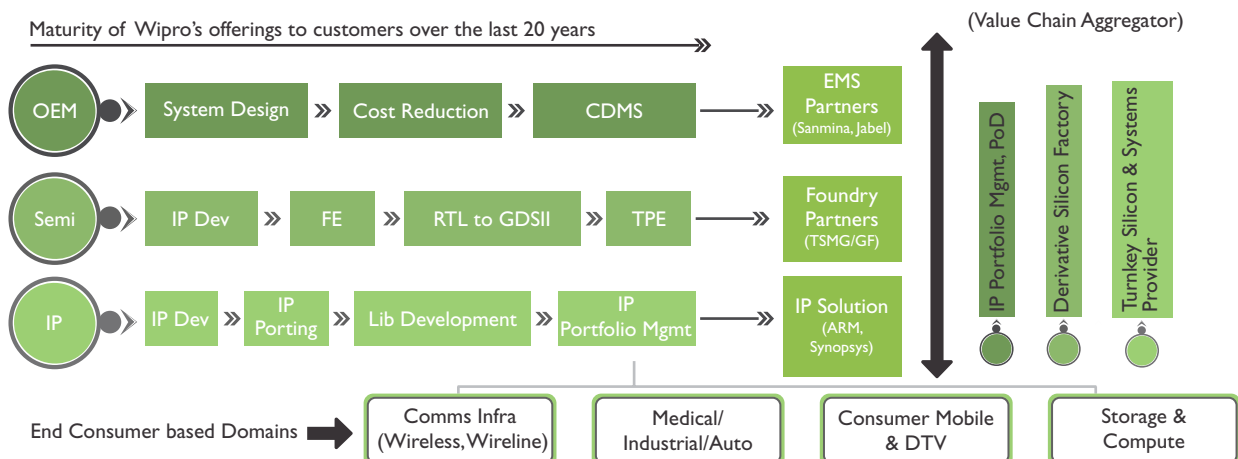 Maturity of Wipro's offerings to customers over the last 20 years
(Value Chain Aggregator)
OEM
System Design
Cost Reduction
CDMS
EMS
Partners
(Sanmina, Jabel)
Semi
IP Dev
FE
RTL to GDSII
TPE
Foundry
Partners
(TSMG/GF)
IP
IP Dev
IP
Porting
Lib Development
IP
Portfolio Mgmt
IP Solution
(ARM,
Synopsys)
IP Portfolio Mgmt, PoD
Derivative Silicon Factory
Turnkey Silicon & Systems
Provider
End Consumer based Domains
Comms Infra
(Wireless, Wireline)
Medical/
Industrial/Auto
Consumer Mobile
& DTV
Storage &
Compute